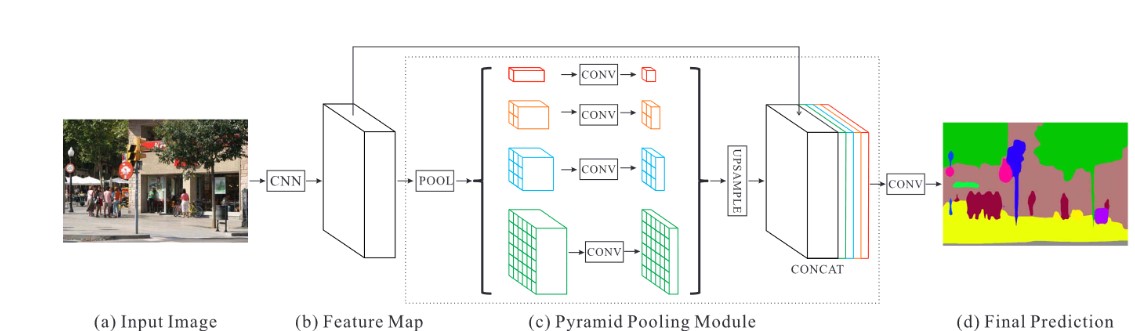 CNN
POOL
CONV
CONV
CONV
CONV
UPSAMPLE
CONCAT
CONV
(a) Input Image
(b) Feature Map
(c) Pyramid Pooling Module
(d) Final Prediction